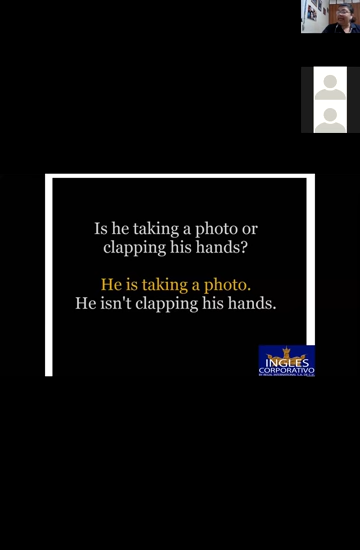 Is he taking a photo or
clapping his hands?
He is taking a photo.
He isn't clapping his hands.
INGLES
CORPORATIVO